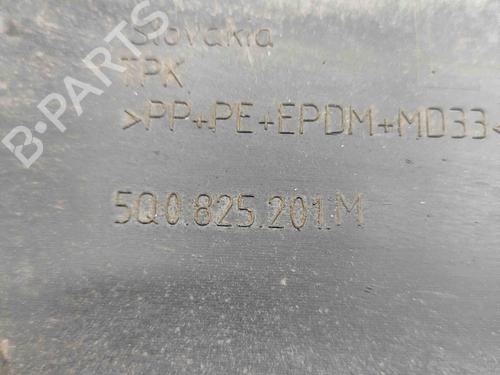 Slovakia
TPK
>PP+PE+EPDM+MD33<
5Q0.825.201.M
B-PARTS